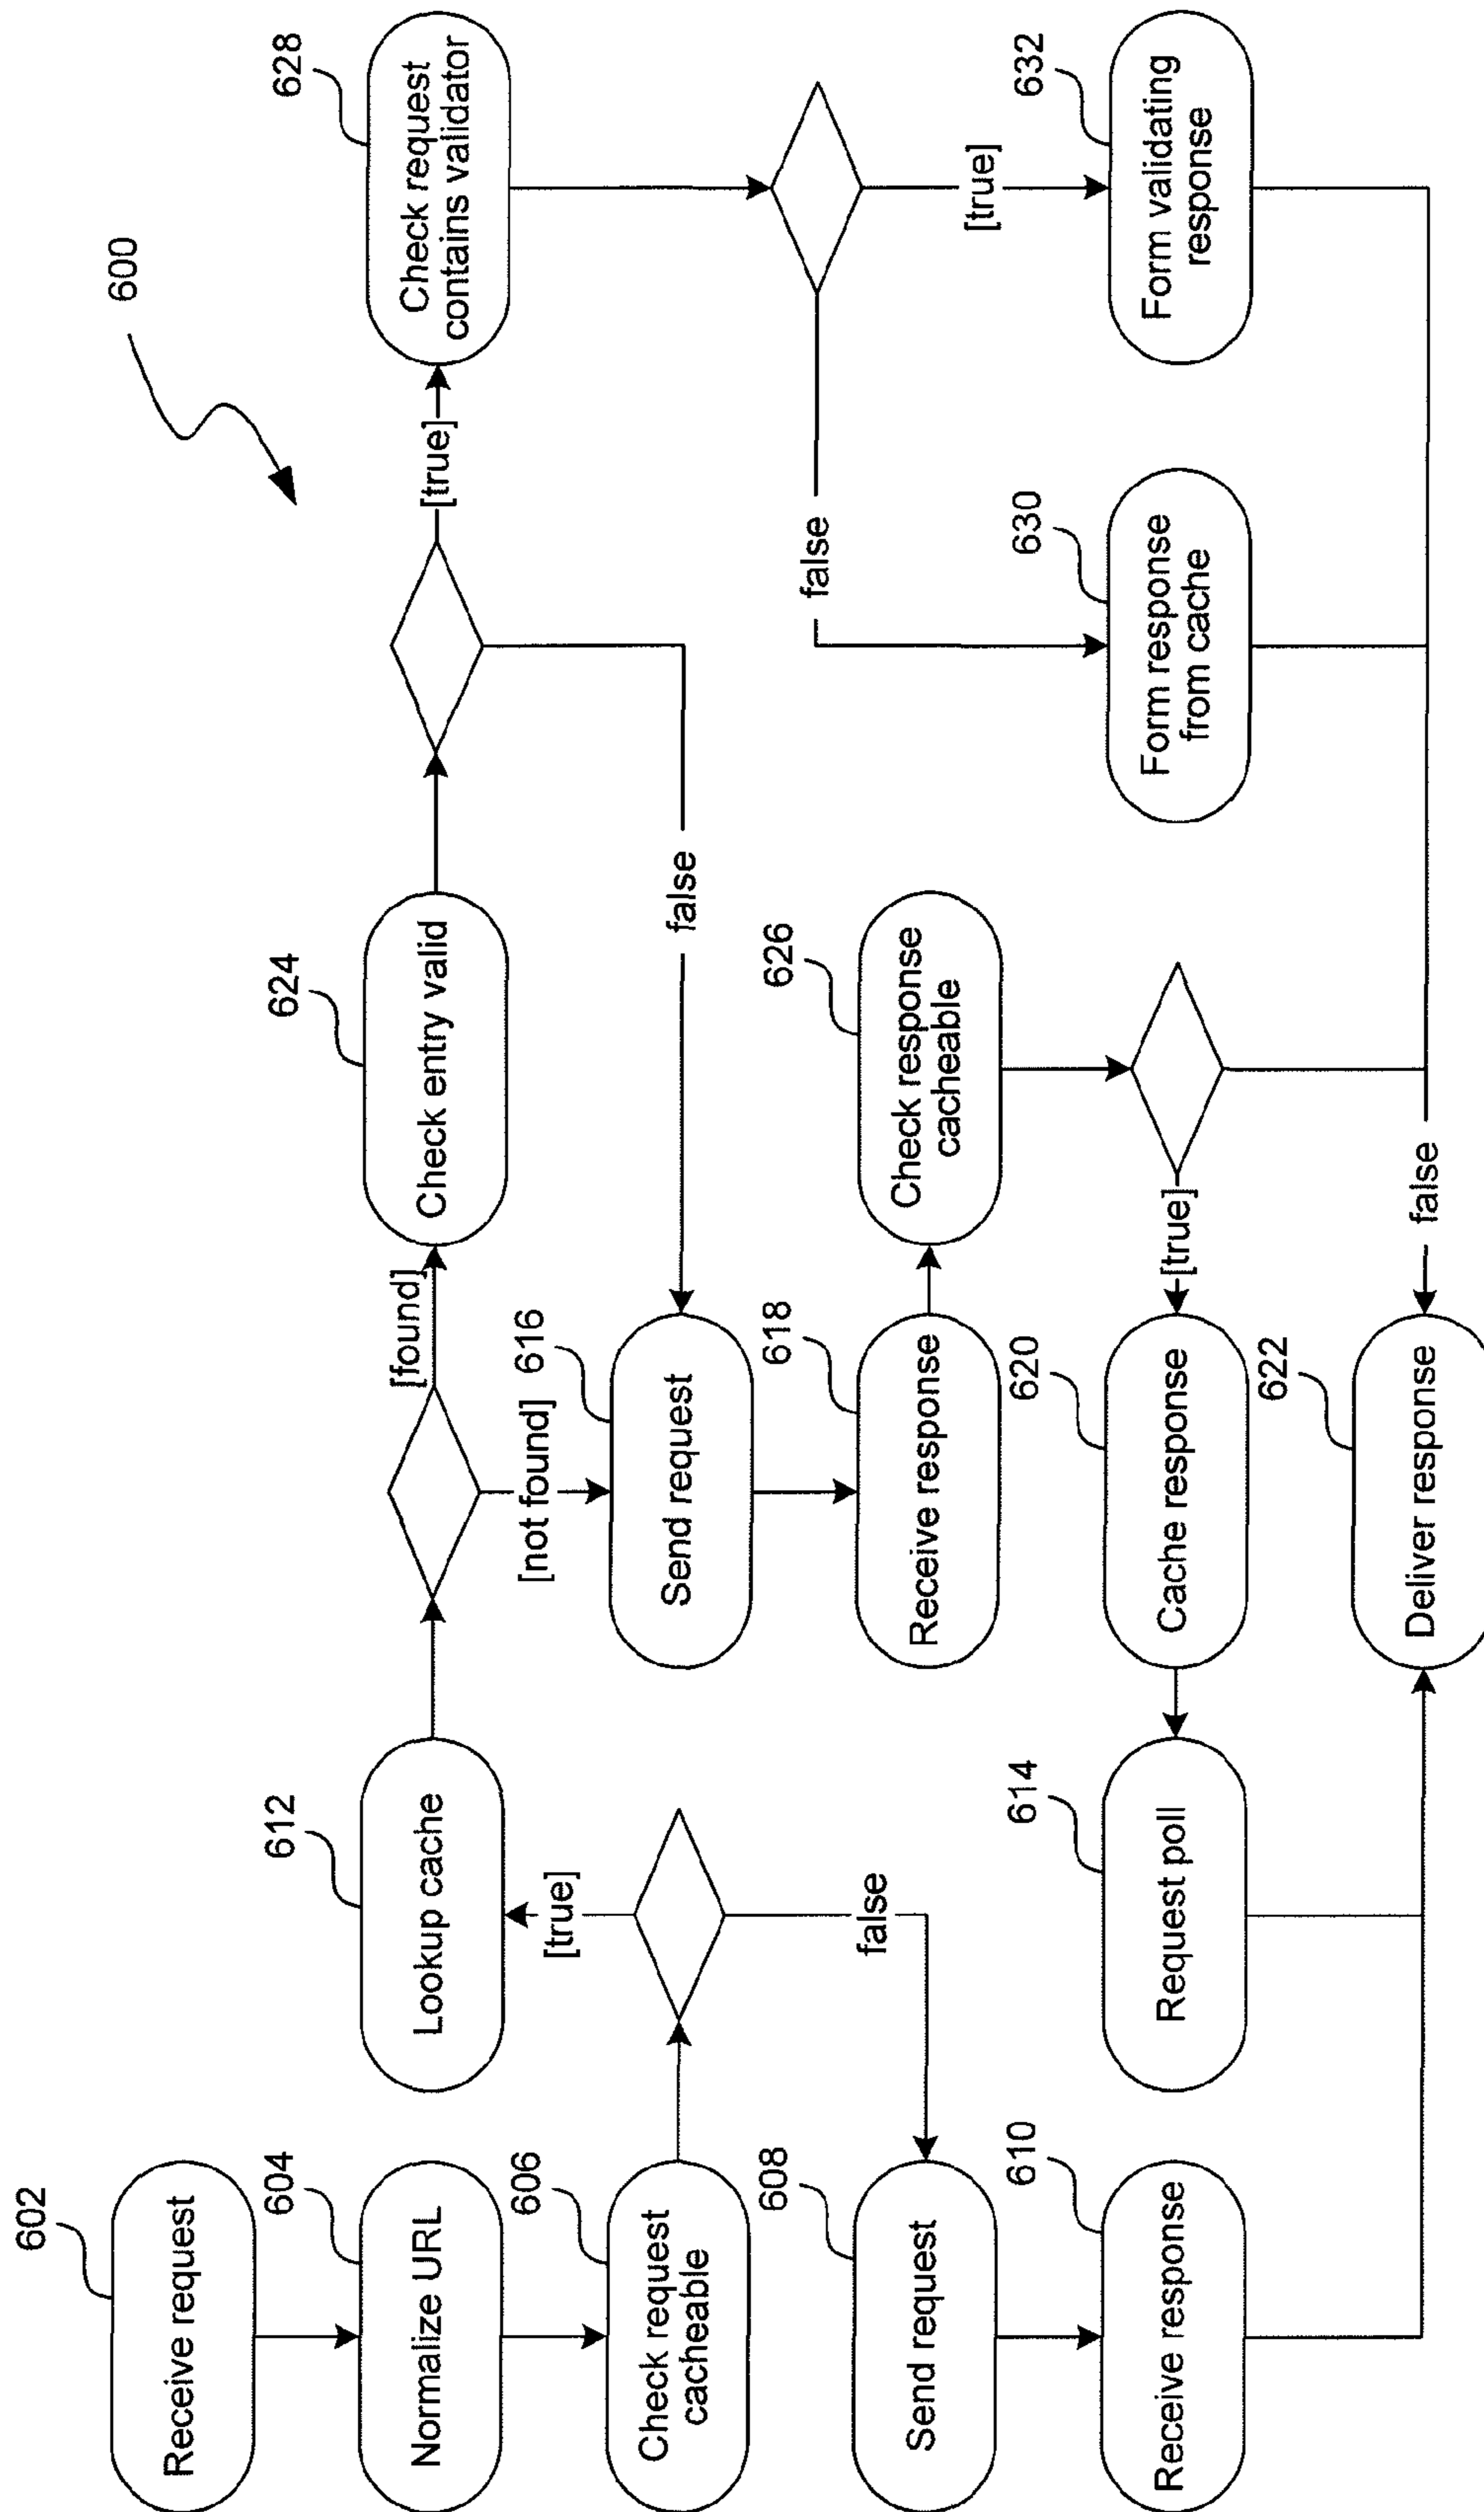 600
602
Receive request
604
Normalize URL
606
Check request
cacheable
608
Send request
610
Receive response
[true]
false
612
Lookup cache
[found]
[not found]
614
Request poll
616
Send request
618
Receive response
620
Cache response
622
Deliver response
624
Check entry valid
[true]
false
626
Check response
cacheable
[true]
false
628
Check request
contains validator
[true]
false
630
Form response
from cache
632
Form validating
response